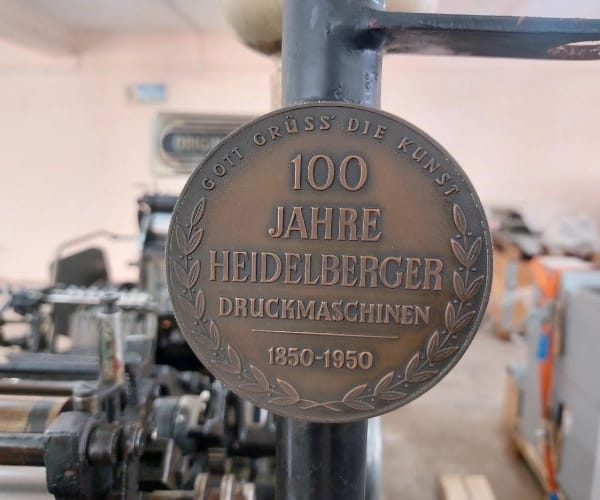 GOTT GRÜSS' DIE KUNST
100
JAHRE
HEIDELBERGER
DRUCKMASCHINEN
1850-1950